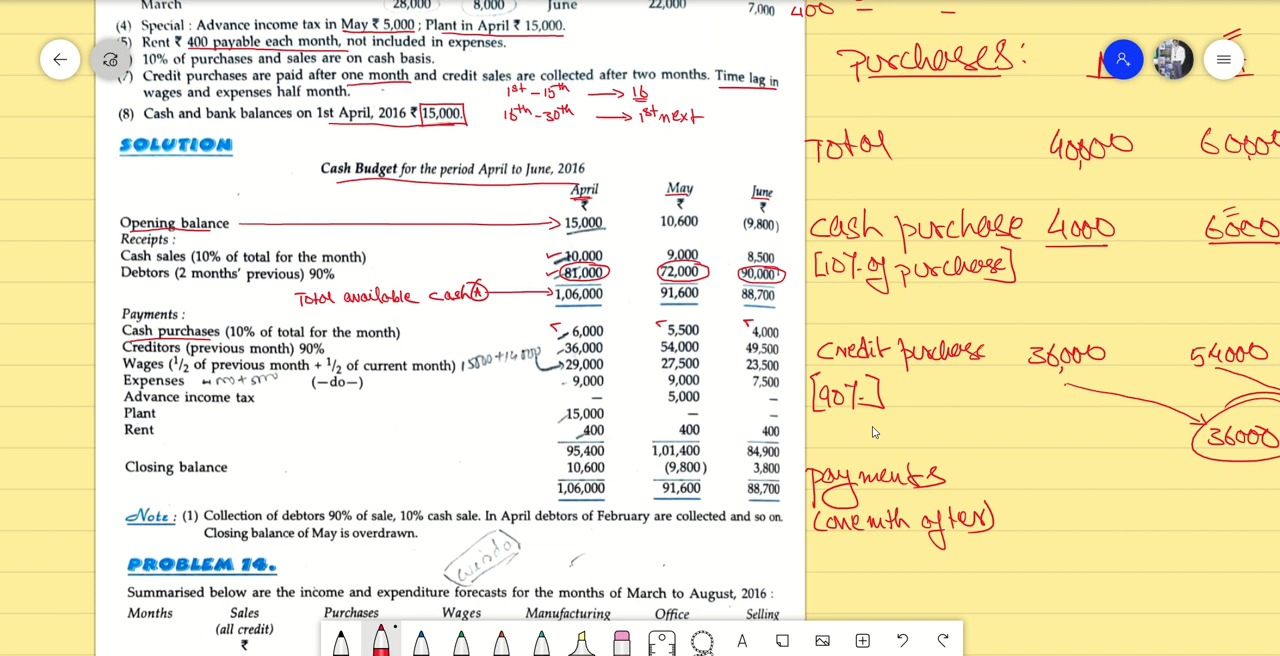 March 28,000 8,000 June 22,000 7,000 400 = –
(4) Special : Advance income tax in May ₹ 5,000 ; Plant in April ₹ 15,000.
5) Rent ₹ 400 payable each month, not included in expenses.
10% of purchases and sales are on cash basis.
7) Credit purchases are paid after one month and credit sales are collected after two months. Time lag in
wages and expenses half month.
1st – 15th → 16
16th – 30th → 1st next
(8) Cash and bank balances on 1st April, 2016 ₹ 15,000.
SOLUTION
Cash Budget for the period April to June, 2016
April May June
₹ ₹ ₹
Opening balance 15,000 10,600 (9.800)
Receipts :
Cash sales (10% of total for the month) 10,000 9,000 8,500
Debtors (2 months' previous) 90% 81,000 72,000 90,000
Total available cash A 1,06,000 91,600 88,700
Payments :
Cash purchases (10% of total for the month) 6,000 5,500 4,000
Creditors (previous month) 90% 36,000 54,000 49,500
Wages (1/2 of previous month + 1/2 of current month) 15000+14000 29,000 27,500 23,500
Expenses (–do–) 9,000 9,000 7,500
Advance income tax — 5,000 –
Plant 15,000 — –
Rent 400 400 400
95,400 1,01,400 84,900
Closing balance 10,600 (9,800) 3,800
1,06,000 91,600 88,700
Note : (1) Collection of debtors 90% of sale, 10% cash sale. In April debtors of February are collected and so on.
Closing balance of May is overdrawn.
PROBLEM 14.
Summarised below are the income and expenditure forecasts for the months of March to August, 2016 :
Months Sales Purchases Wages Manufacturing Office Selling
(all credit)
₹
A
purchases:
Total 40,000 60,000
cash purchase 4000 6000
[10% of purchase]
credit purchase 36,000 54000
[90%]
36000
payments
(one mth after)